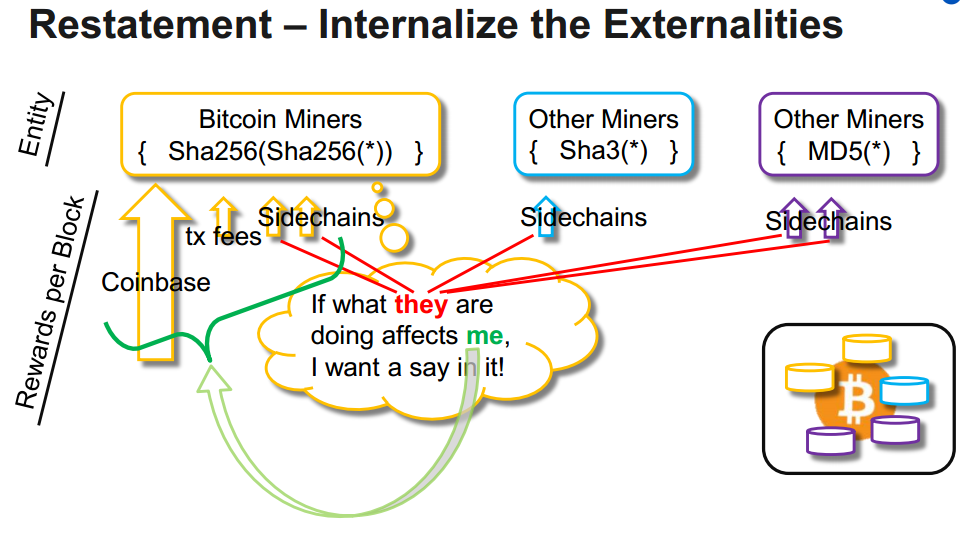 Restatement – Internalize the Externalities
Entity
Bitcoin Miners
{ Sha256(Sha256(*)) }
Other Miners
{ Sha3(*) }
Other Miners
{ MD5(*) }
Rewards per Block
Coinbase
tx fees
Sidechains
Sidechains
Sidechains
If what they are
doing affects me,
I want a say in it!
₿